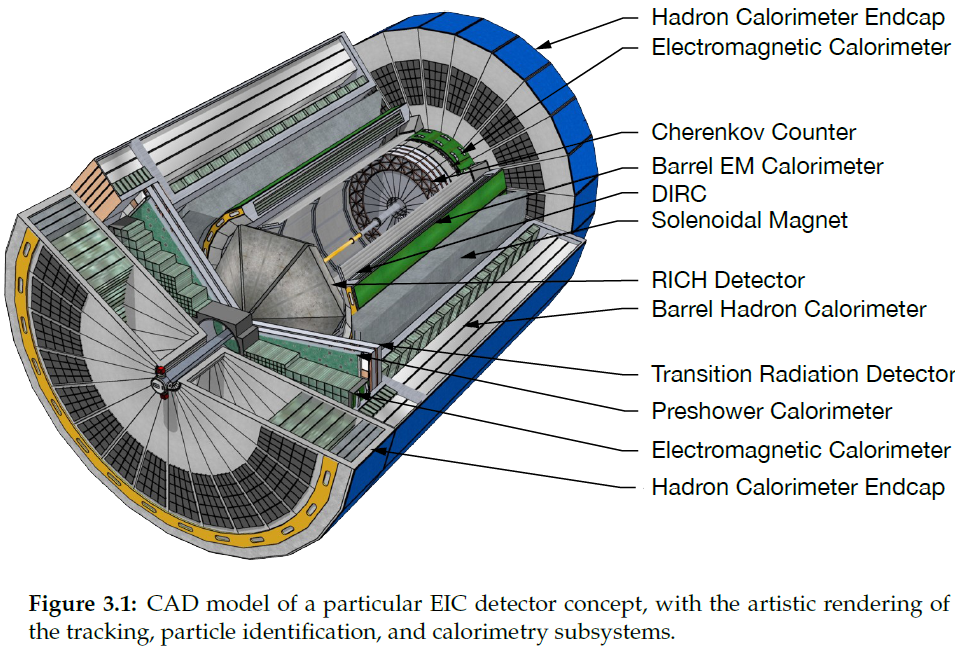 Hadron Calorimeter Endcap
Electromagnetic Calorimeter
Cherenkov Counter
Barrel EM Calorimeter
DIRC
Solenoidal Magnet
RICH Detector
Barrel Hadron Calorimeter
Transition Radiation Detector
Preshower Calorimeter
Electromagnetic Calorimeter
Hadron Calorimeter Endcap
Figure 3.1: CAD model of a particular EIC detector concept, with the artistic rendering of
the tracking, particle identification, and calorimetry subsystems.